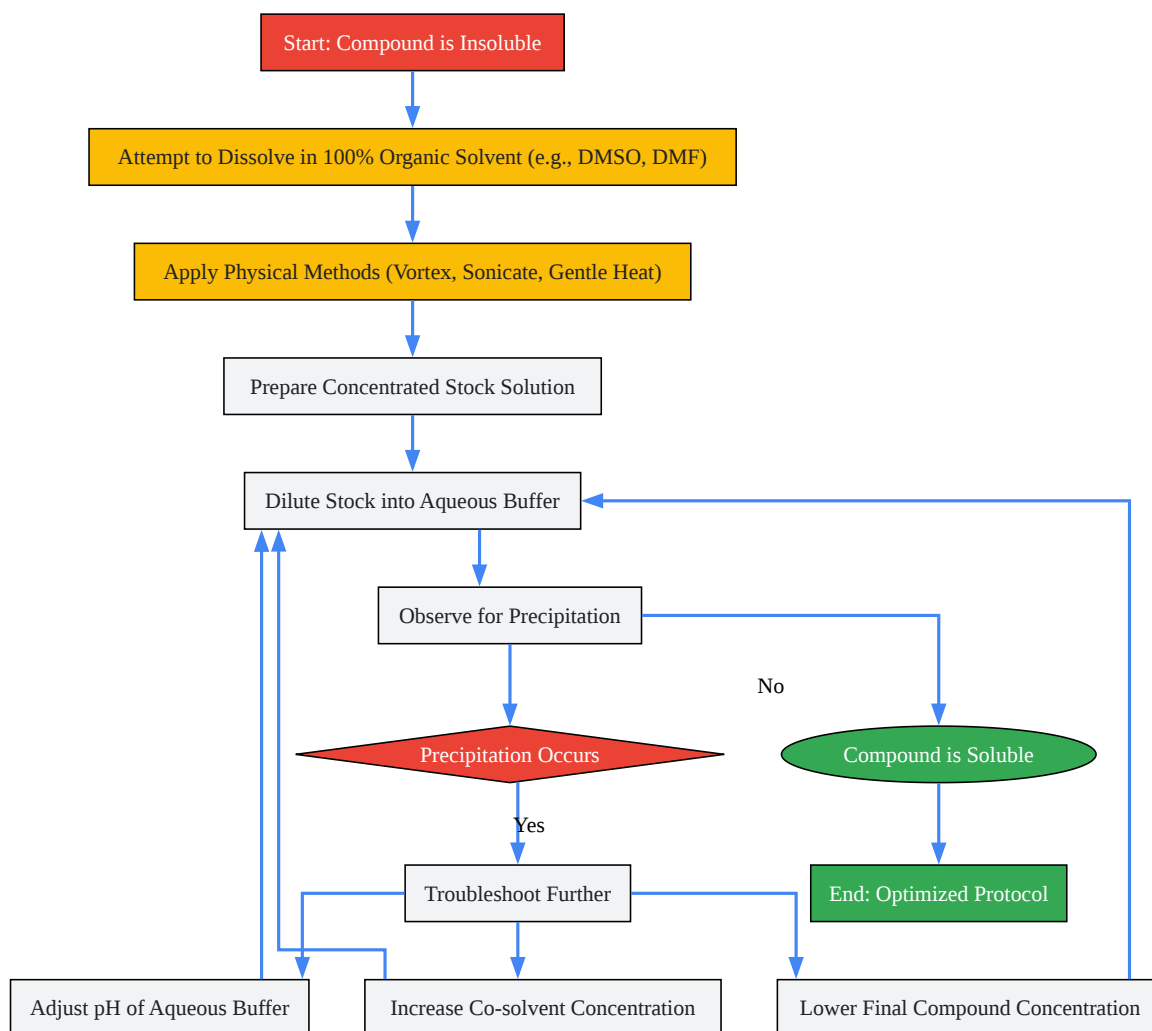 Start: Compound is Insoluble
Attempt to Dissolve in 100% Organic Solvent (e.g., DMSO, DMF)
Apply Physical Methods (Vortex, Sonicate, Gentle Heat)
Prepare Concentrated Stock Solution
Dilute Stock into Aqueous Buffer
Observe for Precipitation
No
Precipitation Occurs
Compound is Soluble
Yes
Troubleshoot Further
End: Optimized Protocol
Adjust pH of Aqueous Buffer
Increase Co-solvent Concentration
Lower Final Compound Concentration